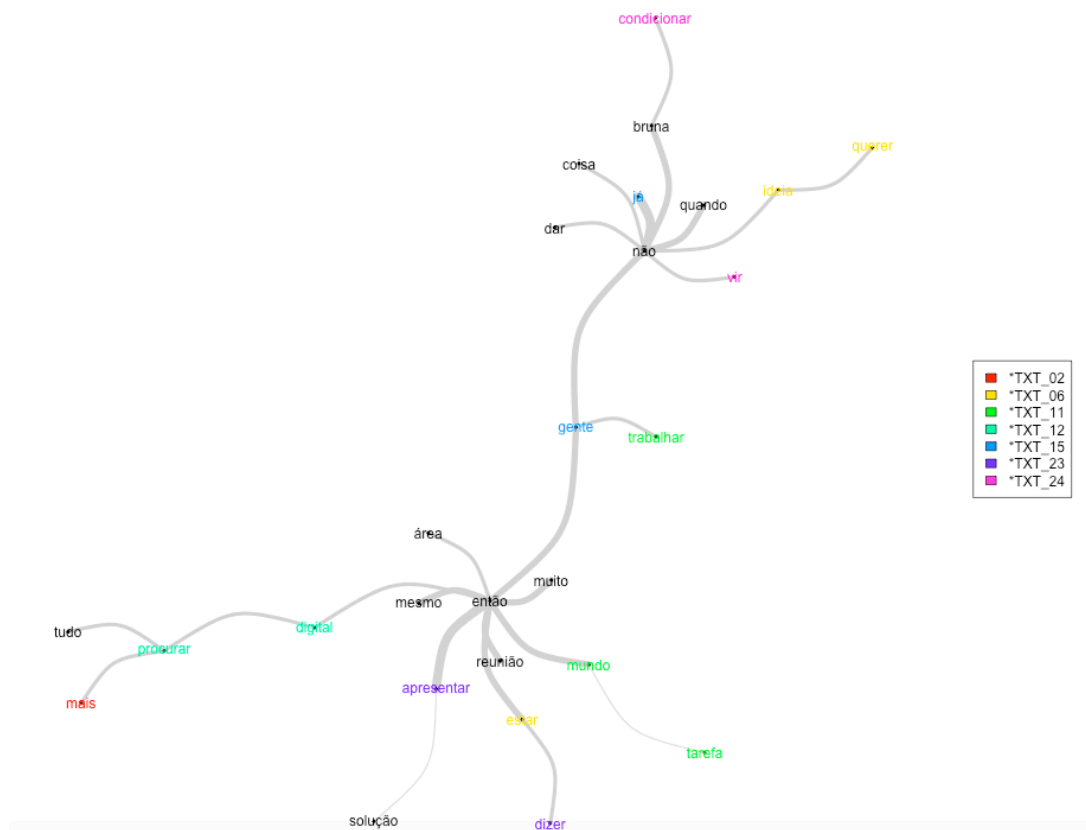 condicionar
bruna
querer
coisa
ideia
já
quando
dar
não
vir
gente
trabalhar
*TXT_02
*TXT_06
*TXT_11
*TXT_12
*TXT_15
*TXT_23
*TXT_24
área
muito
mesmo
então
digital
tudo
procurar
reunião
mundo
apresentar
mais
estar
tarefa
solução
dizer